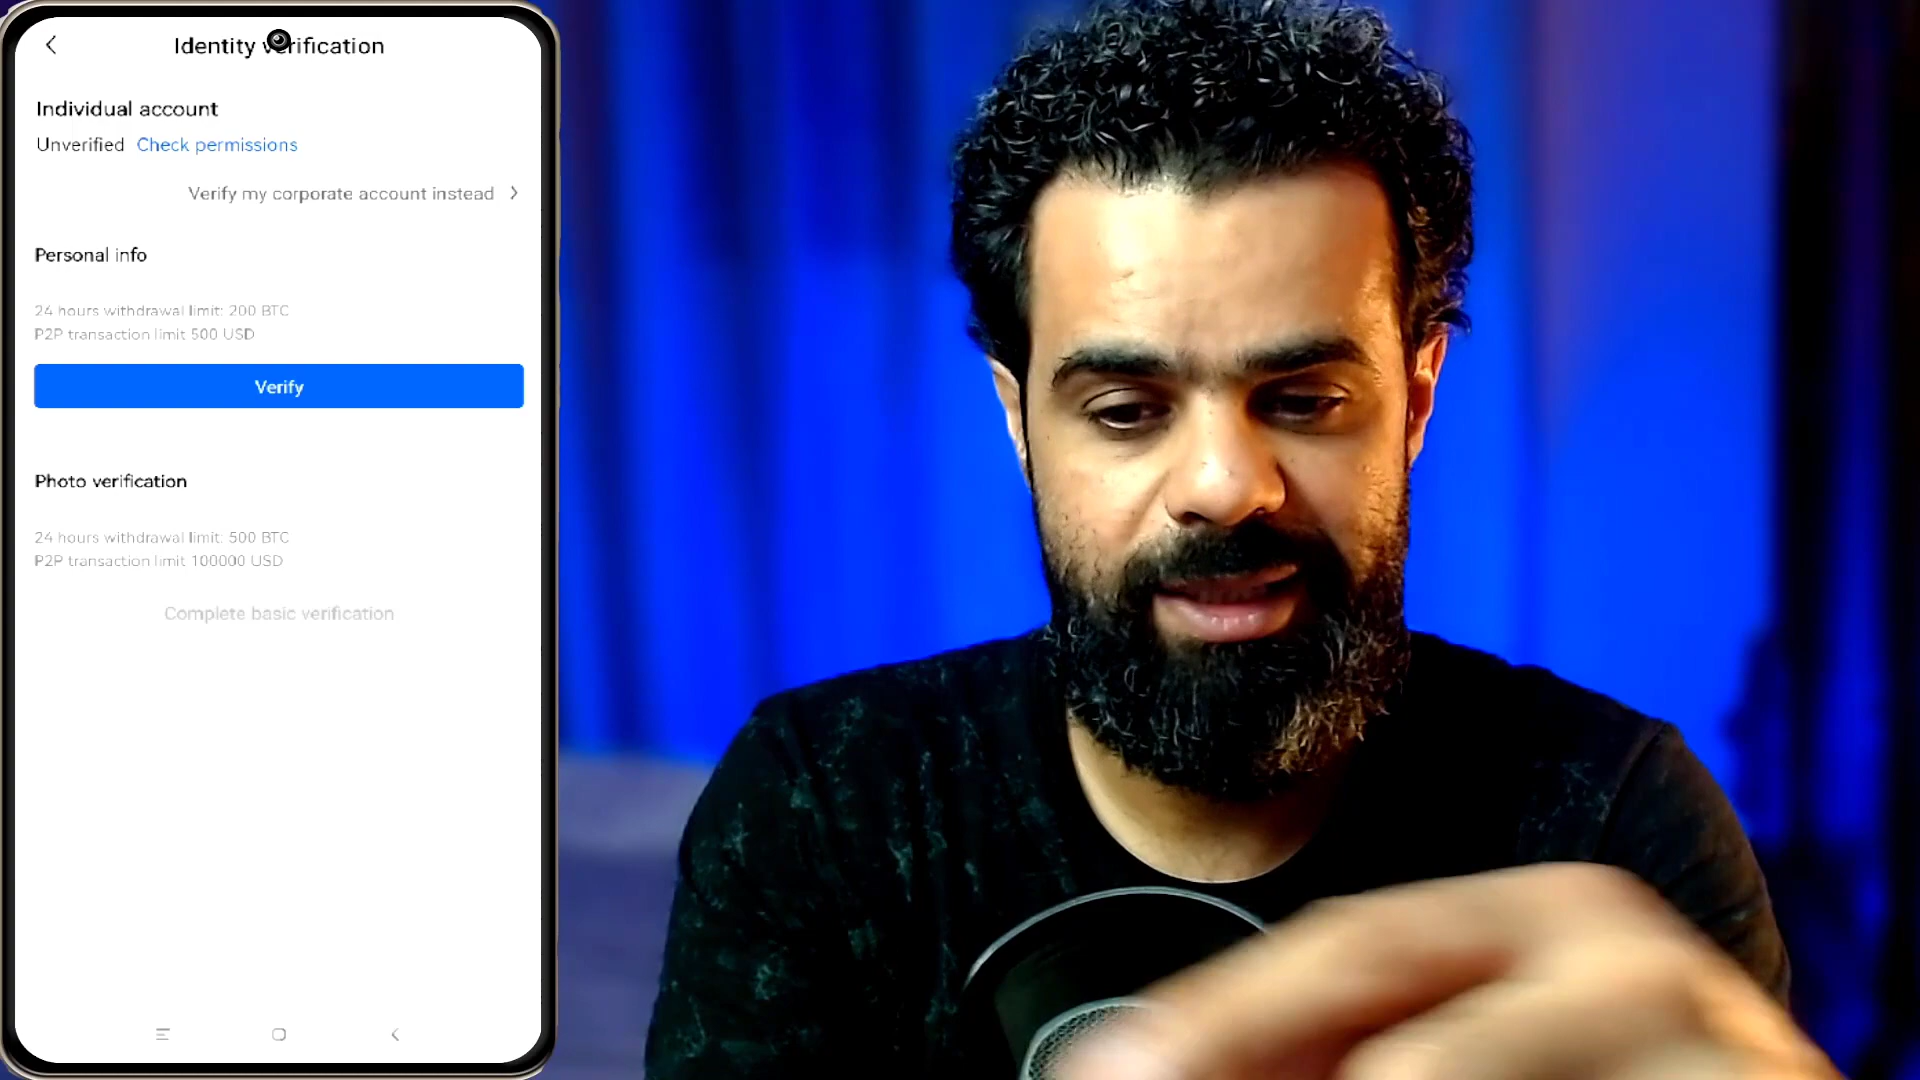 Identity verification
Individual account
Unverified Check permissions
Verify my corporate account instead
Personal info
24 hours withdrawal limit: 200 BTC
P2P transaction limit 500 USD
Verify
Photo verification
24 hours withdrawal limit: 500 BTC
P2P transaction limit 100000 USD
Complete basic verification